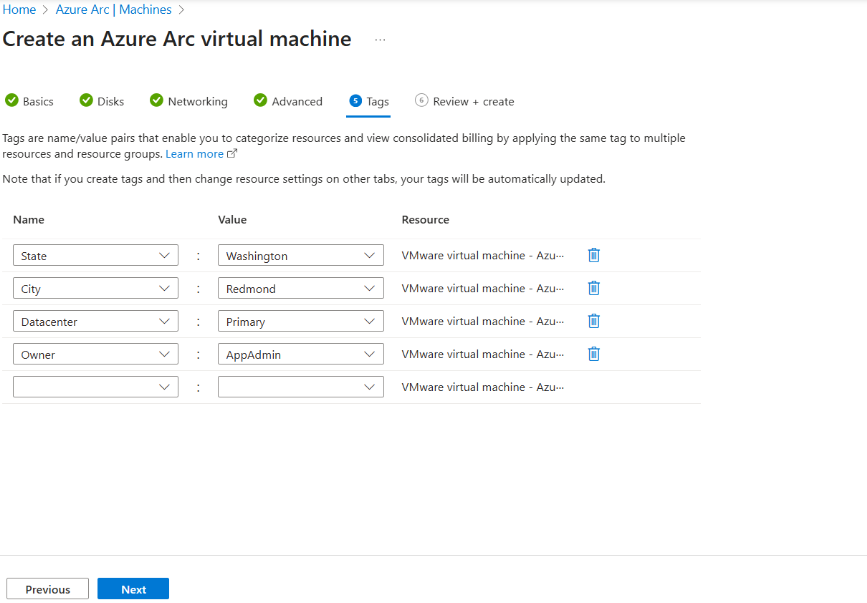 Home > Azure Arc | Machines >
Create an Azure Arc virtual machine ...
Basics Disks Networking Advanced 5 Tags 6 Review + create
Tags are name/value pairs that enable you to categorize resources and view consolidated billing by applying the same tag to multiple
resources and resource groups. Learn more
Note that if you create tags and then change resource settings on other tabs, your tags will be automatically updated.
Name Value Resource
State : Washington VMware virtual machine - Azu...
City : Redmond VMware virtual machine - Azu...
Datacenter : Primary VMware virtual machine - Azu...
Owner : AppAdmin VMware virtual machine - Azu...
: VMware virtual machine - Azu...
Previous Next